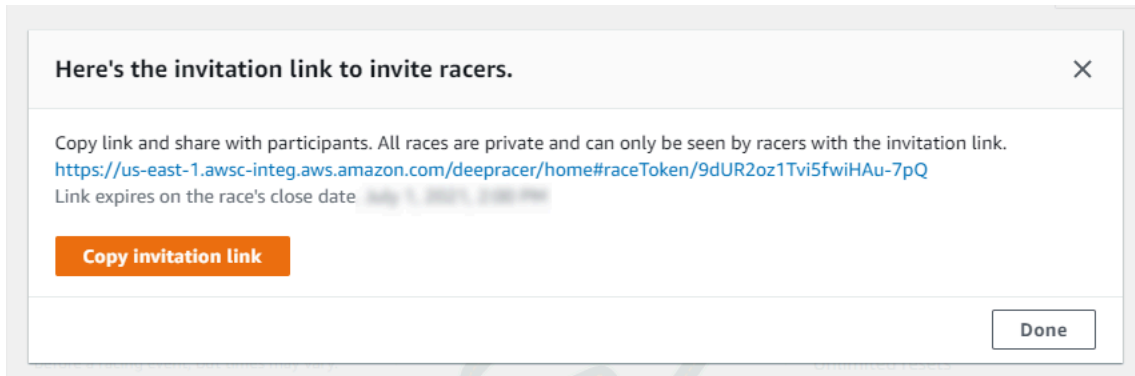 Here's the invitation link to invite racers.
Copy link and share with participants. All races are private and can only be seen by racers with the invitation link.
https://us-east-1.awsc-integ.aws.amazon.com/deepracer/home#raceToken/9dUR2oz1Tvi5fwiHAu-7pQ
Link expires on the race's close date
Copy invitation link
Done